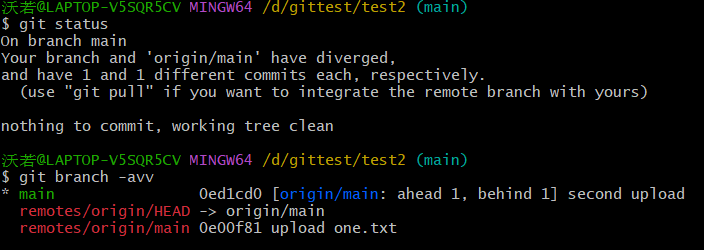 沃若@LAPTOP-V5SQR5CV MINGW64 /d/gittest/test2 (main)
$ git status
On branch main
Your branch and 'origin/main' have diverged,
and have 1 and 1 different commits each, respectively.
  (use "git pull" if you want to integrate the remote branch with yours)

nothing to commit, working tree clean

沃若@LAPTOP-V5SQR5CV MINGW64 /d/gittest/test2 (main)
$ git branch -avv
* main                0ed1cd0 [origin/main: ahead 1, behind 1] second upload
  remotes/origin/HEAD -> origin/main
  remotes/origin/main 0e00f81 upload one.txt